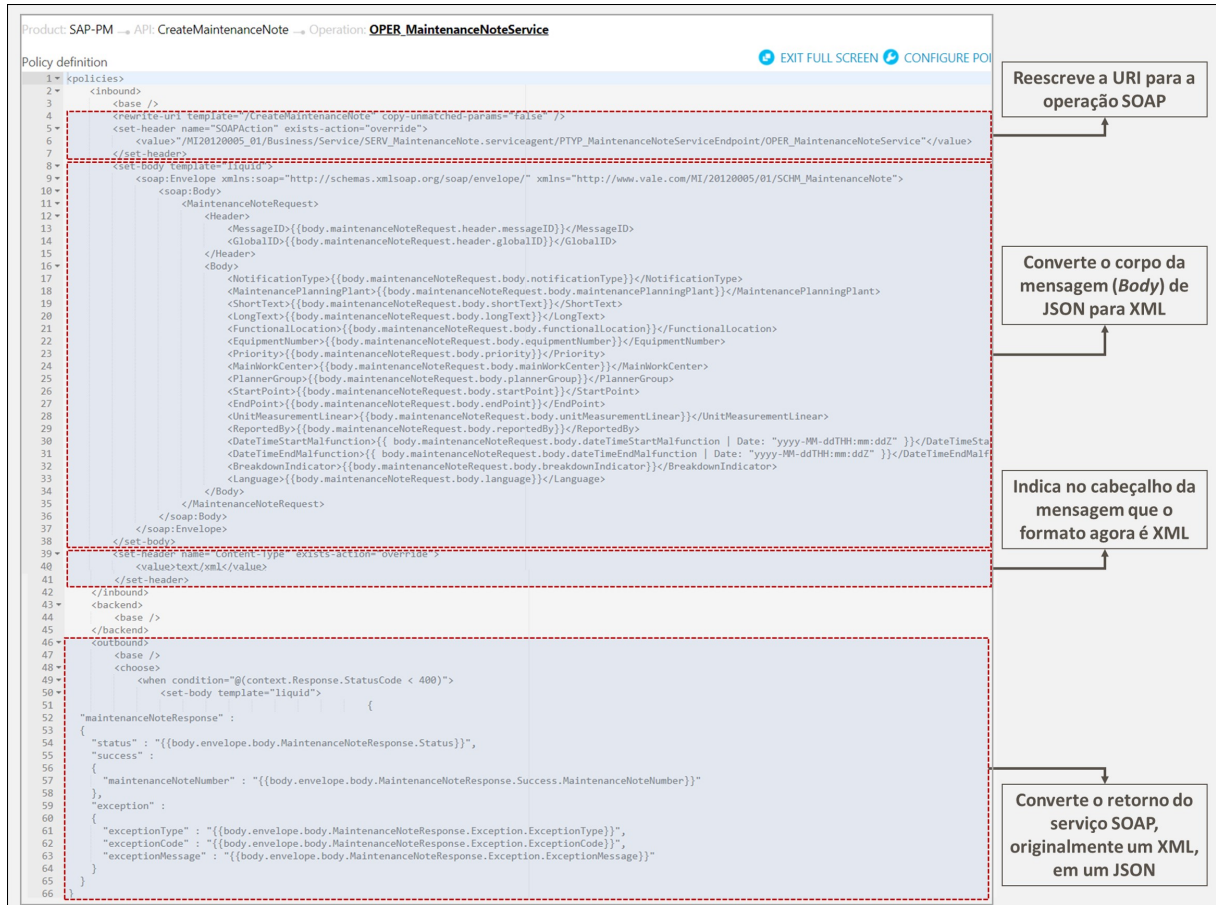 Product: SAP-PM → API: CreateMaintenanceNote → Operation: OPER_MaintenanceNoteService
Policy definition
EXIT FULL SCREEN CONFIGURE POI
1 <policies>
2 <inbound>
3 <base />
4 <rewrite-uri template="/CreateMaintenanceNote" copy-unmatched-params="false" />
5 <set-header name="SOAPAction" exists-action="override">
6 <value>"/MI20120005_01/Business/Service/SERV_MaintenanceNote.serviceagent/PTYP_MaintenanceNoteServiceEndpoint/OPER_MaintenanceNoteService"</value>
7 </set-header>
8 <set-body template="liquid">
9 <soap:Envelope xmlns:soap="http://schemas.xmlsoap.org/soap/envelope/" xmlns="http://www.vale.com/MI/20120005/01/SCHM_MaintenanceNote">
10 <soap:Body>
11 <MaintenanceNoteRequest>
12 <Header>
13 <MessageID>{{body.maintenanceNoteRequest.header.messageID}}</MessageID>
14 <GlobalID>{{body.maintenanceNoteRequest.header.globalID}}</GlobalID>
15 </Header>
16 <Body>
17 <NotificationType>{{body.maintenanceNoteRequest.body.notificationType}}</NotificationType>
18 <MaintePlanningPlant>{{body.maintenanceNoteRequest.body.maintenancePlanningPlant}}</MaintenancePlanningPlant>
19 <ShortText>{{body.maintenanceNoteRequest.body.shortText}}</ShortText>
20 <LongText>{{body.maintenanceNoteRequest.body.longText}}</LongText>
21 <FunctionalLocation>{{body.maintenanceNoteRequest.body.functionalLocation}}</FunctionalLocation>
22 <EquipmentNumber>{{body.maintenanceNoteRequest.body.equipmentNumber}}</EquipmentNumber>
23 <Priority>{{body.maintenanceNoteRequest.body.priority}}</Priority>
24 <MainWorkCenter>{{body.maintenanceNoteRequest.body.mainWorkCenter}}</MainWorkCenter>
25 <PlannerGroup>{{body.maintenanceNoteRequest.body.plannerGroup}}</PlannerGroup>
26 <StartPoint>{{body.maintenanceNoteRequest.body.startPoint}}</StartPoint>
27 <EndPoint>{{body.maintenanceNoteRequest.body.endPoint}}</EndPoint>
28 <UnitMeasurementLinear>{{body.maintenanceNoteRequest.body.unitMeasurementLinear}}</UnitMeasurementLinear>
29 <ReportedBy>{{body.maintenanceNoteRequest.body.reportedBy}}</ReportedBy>
30 <DateTimeStartMalfunction>{{ body.maintenanceNoteRequest.body.dateTimeStartMalfunction | Date: "yyyy-MM-ddTHH:mm:ddZ" }}</DateTimeSta
31 <DateTimeEndMalfunction>{{ body.maintenanceNoteRequest.body.dateTimeEndMalfunction | Date: "yyyy-MM-ddTHH:mm:ddZ" }}</DateTimeEndMalf
32 <BreakdownIndicator>{{body.maintenanceNoteRequest.body.breakdownIndicator}}</BreakdownIndicator>
33 <Language>{{body.maintenanceNoteRequest.body.language}}</Language>
34 </Body>
35 </MaintenanceNoteRequest>
36 </soap:Body>
37 </soap:Envelope>
38 </set-body>
39 <set-header name="Content-Type" exists-action="override">
40 <value>text/xml</value>
41 </set-header>
42 </inbound>
43 <backend>
44 <base />
45 </backend>
46 <outbound>
47 <base />
48 <choose>
49 <when condition="@(context.Response.StatusCode < 400)">
50 <set-body template="liquid">
51 {
52 "maintenanceNoteResponse" :
53 {
54 "status" : "{{body.envelope.body.MaintenanceNoteResponse.Status}}",
55 "success" :
56 {
57 "maintenanceNoteNumber" : "{{body.envelope.body.MaintenanceNoteResponse.Success.MaintenanceNoteNumber}}"
58 },
59 "exception" :
60 {
61 "exceptionType" : "{{body.envelope.body.MaintenanceNoteResponse.Exception.ExceptionType}}",
62 "exceptionCode" : "{{body.envelope.body.MaintenanceNoteResponse.Exception.ExceptionCode}}",
63 "exceptionMessage" : "{{body.envelope.body.MaintenanceNoteResponse.Exception.ExceptionMessage}}"
64 }
65 }
66 }
Reescreve a URI para a
operação SOAP
Converte o corpo da
mensagem (Body) de
JSON para XML
Indica no cabeçalho da
mensagem que o
formato agora é XML
Converte o retorno do
serviço SOAP,
originalmente um XML,
em um JSON